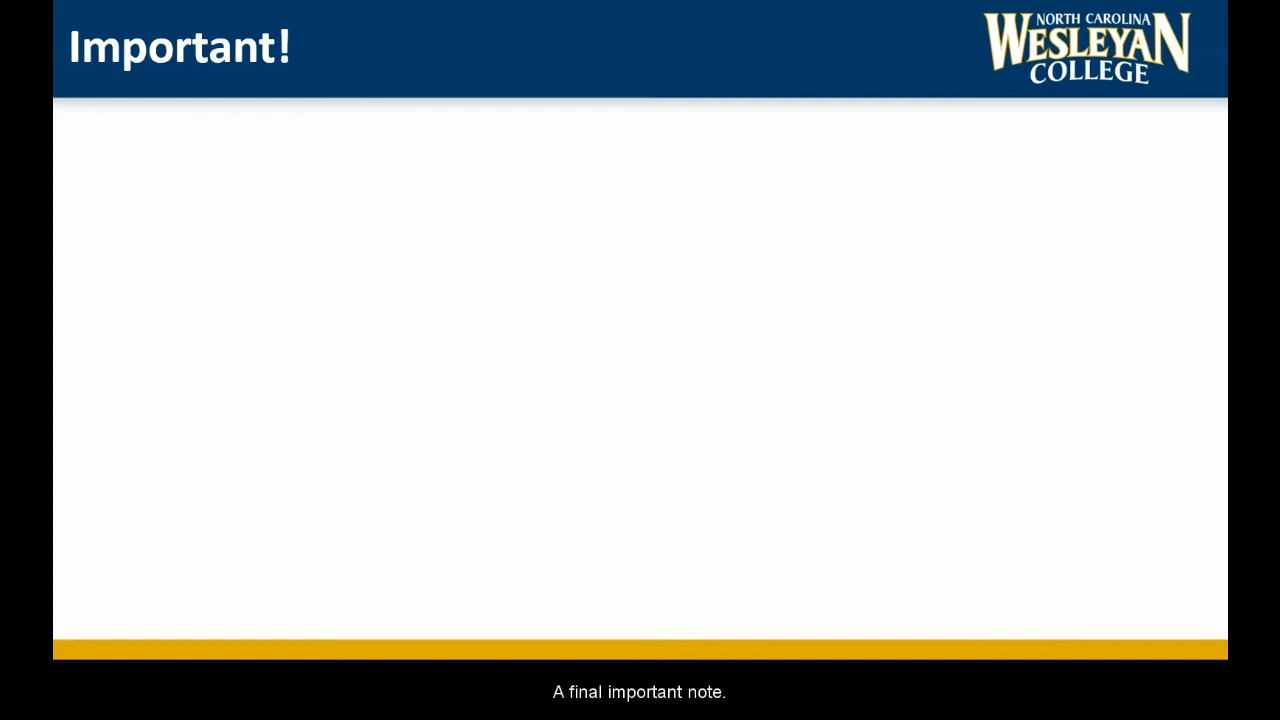 Important!
NORTH CAROLINA
WESLEYAN
COLLEGE
A final important note.